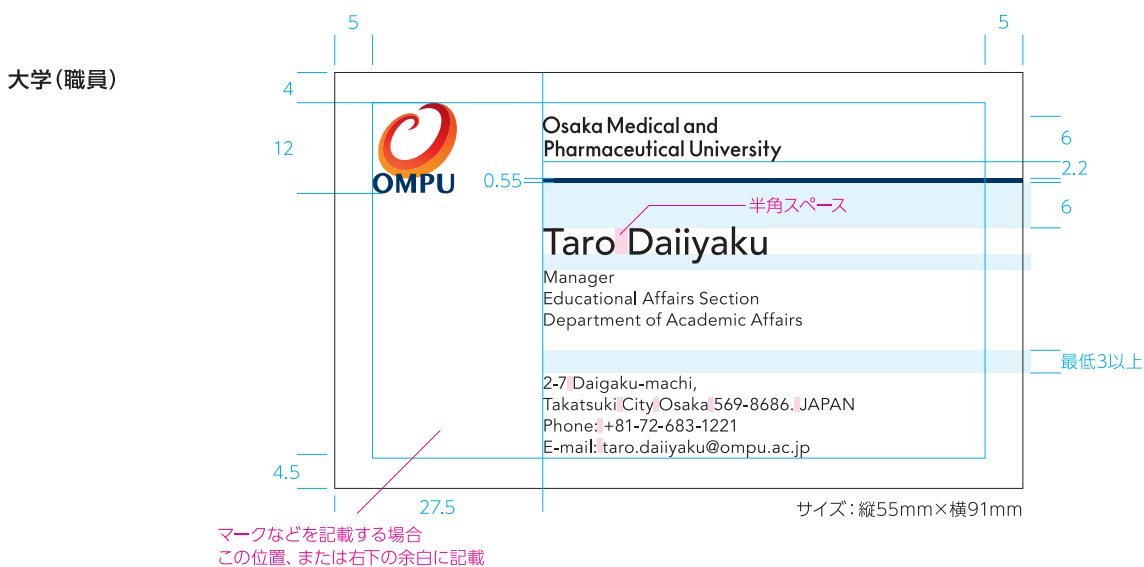 大学(職員)
5
5
4
12
OMPU
Osaka Medical and
Pharmaceutical University
6
2.2
0.55
6
半角スペース
Taro Daiiyaku
Manager
Educational Affairs Section
Department of Academic Affairs
最低3以上
2-7 Daigaku-machi,
Takatsuki City Osaka 569-8686. JAPAN
Phone: +81-72-683-1221
E-mail: taro.daiiyaku@ompu.ac.jp
4.5
27.5
サイズ:縦55mm×横91mm
マークなどを記載する場合
この位置、または右下の余白に記載